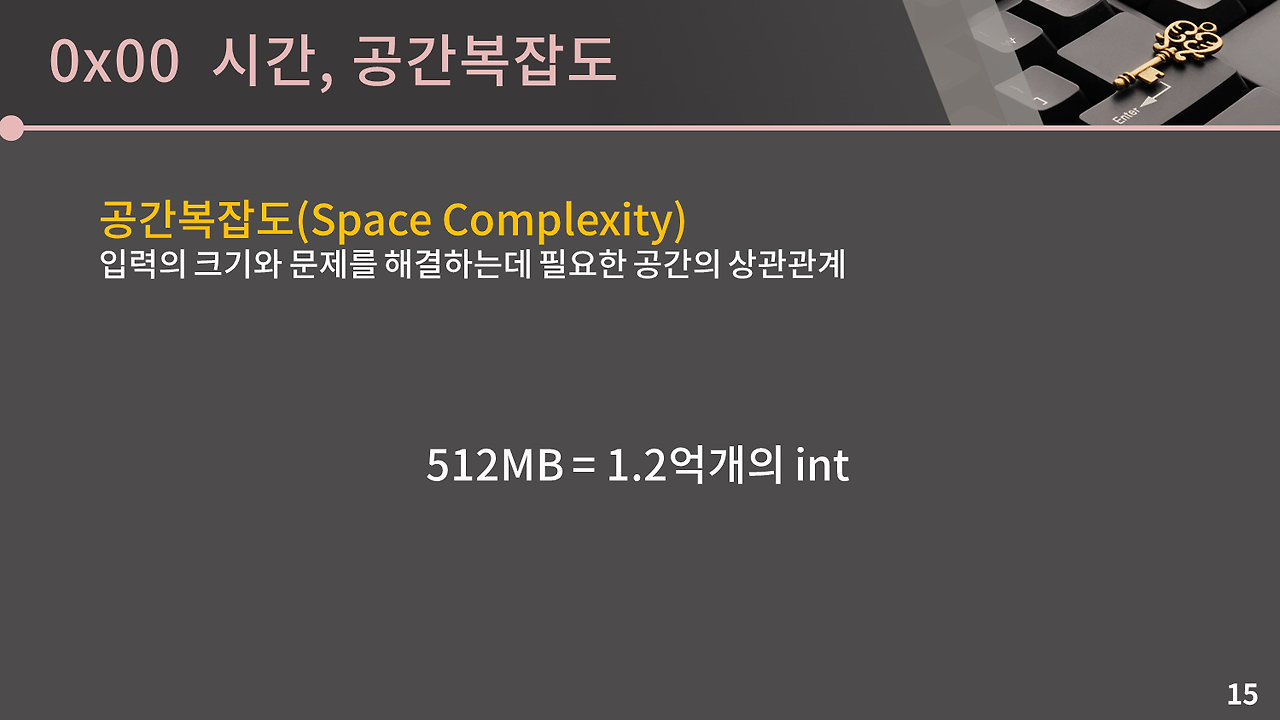 0x00 시간, 공간복잡도
Enter
공간복잡도(Space Complexity)
입력의 크기와 문제를 해결하는데 필요한 공간의 상관관계
512MB = 1.2억개의 int
15